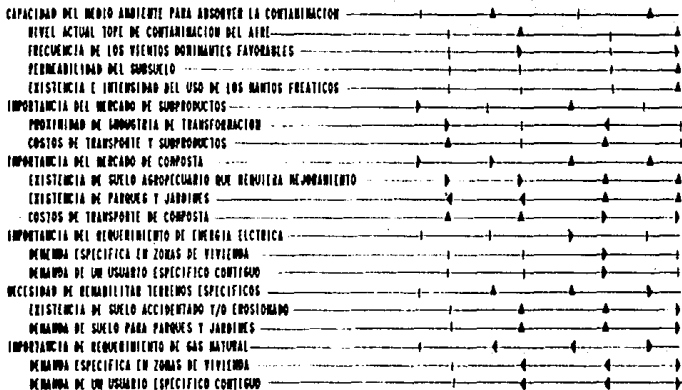 CAPACIDAD DEL MEDIO AMBIENTE PARA ABSORVER LA CONTAMINACION
NIVEL ACTUAL TOPE DE CONTAMINACION DEL AIRE
FRECUENCIA DE LOS VIENTOS DOMINANTES FAVORABLES
PERMEABILIDAD DEL SUBSUELO
EXISTENCIA E INTENSIDAD DEL USO DE LOS MANTOS FREATICOS
IMPORTANCIA DEL MERCADO DE SUBPRODUCTOS
PROXIMIDAD DE INDUSTRIA DE TRANSFORMACION
COSTOS DE TRANSPORTE Y SUBPRODUCTOS
IMPORTANCIA DEL MERCADO DE COMPOSTA
EXISTENCIA DE SUELO AGROPECUARIO QUE REQUIERA MEJORAMIENTO
EXISTENCIA DE PARQUES Y JARDINES
COSTOS DE TRANSPORTE DE COMPOSTA
IMPORTANCIA DEL REQUERIMIENTO DE ENERGIA ELCTRICA
DEMANDA ESPECIFICA EN ZONAS DE VIVIENDA
DEMANDA DE UN USUARIO ESPECIFICO CONTIGUO
NECESIDAD DE REHABILITAR TERRENOS ESPECIFICOS
EXISTENCIA DE SUELO ACCIDENTADO Y/O EROSIONADO
DEMANDA DE SUELO PARA PARQUES Y JARDINES
IMPORTANCIA DE REQUERIMIENTO DE GAS NATURAL
DEMANDA ESPECIFICA EN ZONAS DE VIVIENDA
DEMANDA DE UN USUARIO ESPECIFICO CONTIGUO